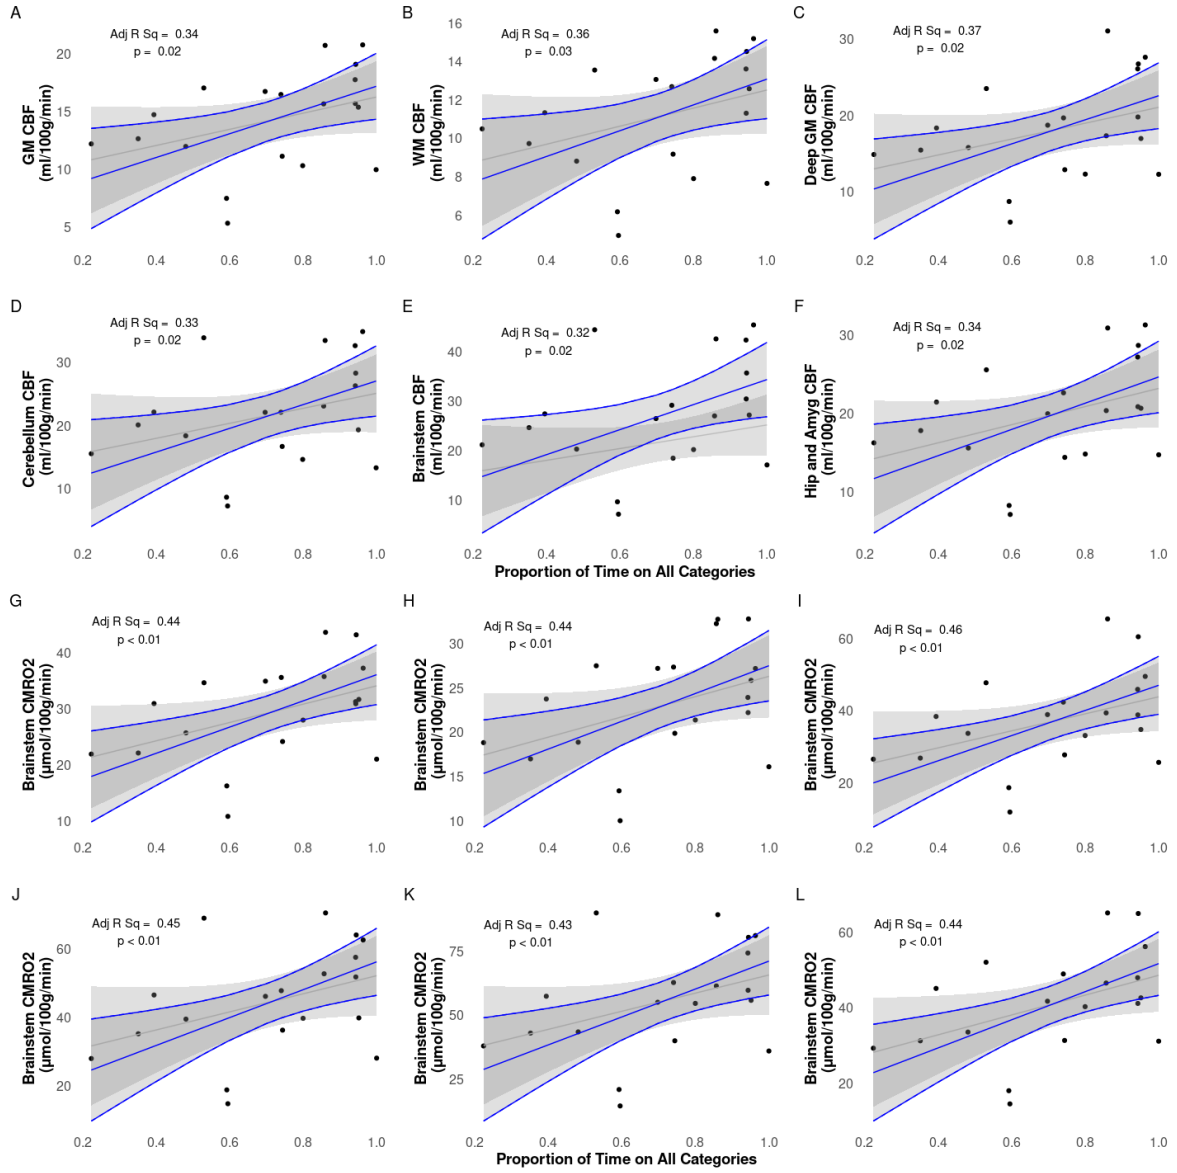 A
Adj R Sq = 0.34
p = 0.02
GM CBF
(ml/100g/min)
20
15
10
5
0.2 0.4 0.6 0.8 1.0
B
Adj R Sq = 0.36
p = 0.03
WM CBF
(ml/100g/min)
16
14
12
10
8
6
0.2 0.4 0.6 0.8 1.0
C
Adj R Sq = 0.37
p = 0.02
Deep GM CBF
(ml/100g/min)
30
20
10
0.2 0.4 0.6 0.8 1.0
D
Adj R Sq = 0.33
p = 0.02
Cerebellum CBF
(ml/100g/min)
30
20
10
0.2 0.4 0.6 0.8 1.0
E
Adj R Sq = 0.32
p = 0.02
Brainstem CBF
(ml/100g/min)
40
30
20
10
0.2 0.4 0.6 0.8 1.0
Proportion of Time on All Categories
F
Adj R Sq = 0.34
p = 0.02
Hip and Amyg CBF
(ml/100g/min)
30
20
10
0.2 0.4 0.6 0.8 1.0
G
Adj R Sq = 0.44
p < 0.01
Brainstem CMRO2
(µmol/100g/min)
40
30
20
10
0.2 0.4 0.6 0.8 1.0
H
Adj R Sq = 0.44
p < 0.01
Brainstem CMRO2
(µmol/100g/min)
30
25
20
15
10
0.2 0.4 0.6 0.8 1.0
I
Adj R Sq = 0.46
p < 0.01
Brainstem CMRO2
(µmol/100g/min)
60
40
20
0.2 0.4 0.6 0.8 1.0
J
Adj R Sq = 0.45
p < 0.01
Brainstem CMRO2
(µmol/100g/min)
60
40
20
0.2 0.4 0.6 0.8 1.0
K
Adj R Sq = 0.43
p < 0.01
Brainstem CMRO2
(µmol/100g/min)
75
50
25
0.2 0.4 0.6 0.8 1.0
Proportion of Time on All Categories
L
Adj R Sq = 0.44
p < 0.01
Brainstem CMRO2
(µmol/100g/min)
60
40
20
0.2 0.4 0.6 0.8 1.0